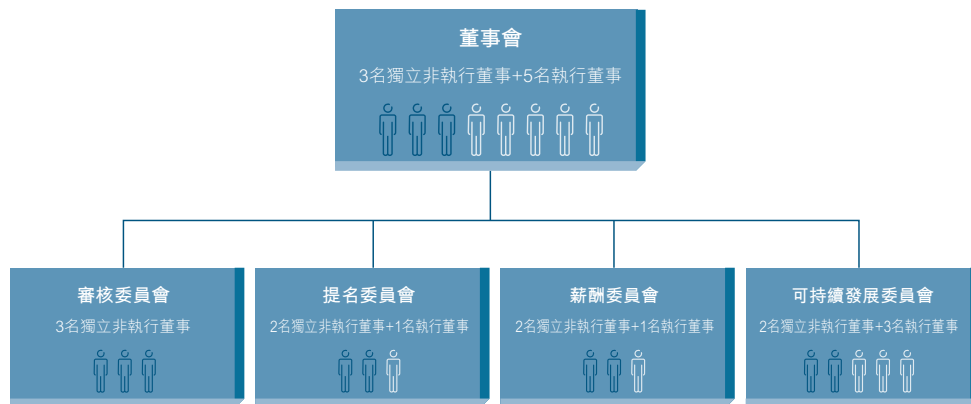 董事會
3名獨立非執行董事+5名執行董事
審核委員會
3名獨立非執行董事
提名委員會
2名獨立非執行董事+1名執行董事
薪酬委員會
2名獨立非執行董事+1名執行董事
可持續發展委員會
2名獨立非執行董事+3名執行董事